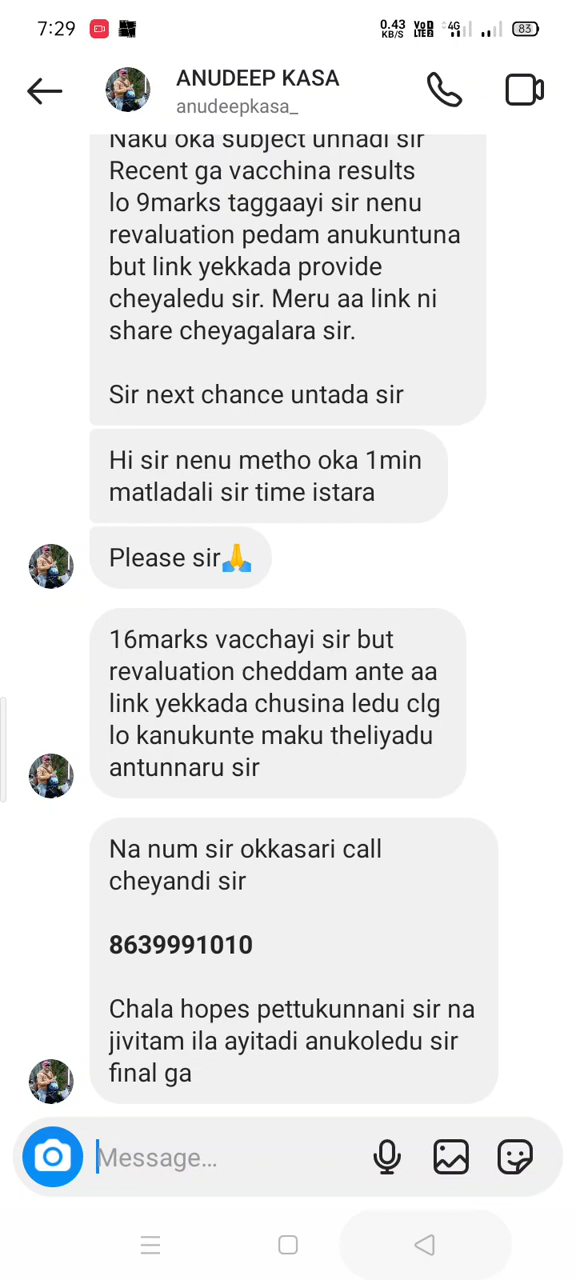 7:29
0.43
KB/S
VoD
LTE2
4G
83
ANUDEEP KASA
anudeepkasa_
Naku oka subject unnadi sir
Recent ga vacchina results
lo 9marks taggaayi sir nenu
revaluation pedam anukuntuna
but link yekkada provide
cheyaledu sir. Meru aa link ni
share cheyagalara sir.
Sir next chance untada sir
Hi sir nenu metho oka 1min
matladali sir time istara
Please sir🙏
16marks vacchayi sir but
revaluation cheddam ante aa
link yekkada chusina ledu clg
lo kanukunte maku theliyadu
antunnaru sir
Na num sir okkasari call
cheyandi sir
8639991010
Chala hopes pettukunnani sir na
jivitam ila ayitadi anukoledu sir
final ga
Message...